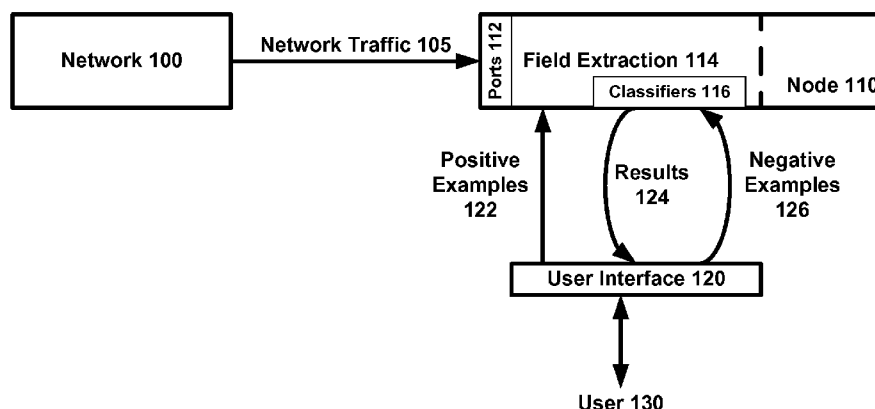 Network 100
Network Traffic 105
Ports 112
Field Extraction 114
Classifiers 116
Node 110
Positive
Examples
122
Results
124
Negative
Examples
126
User Interface 120
User 130